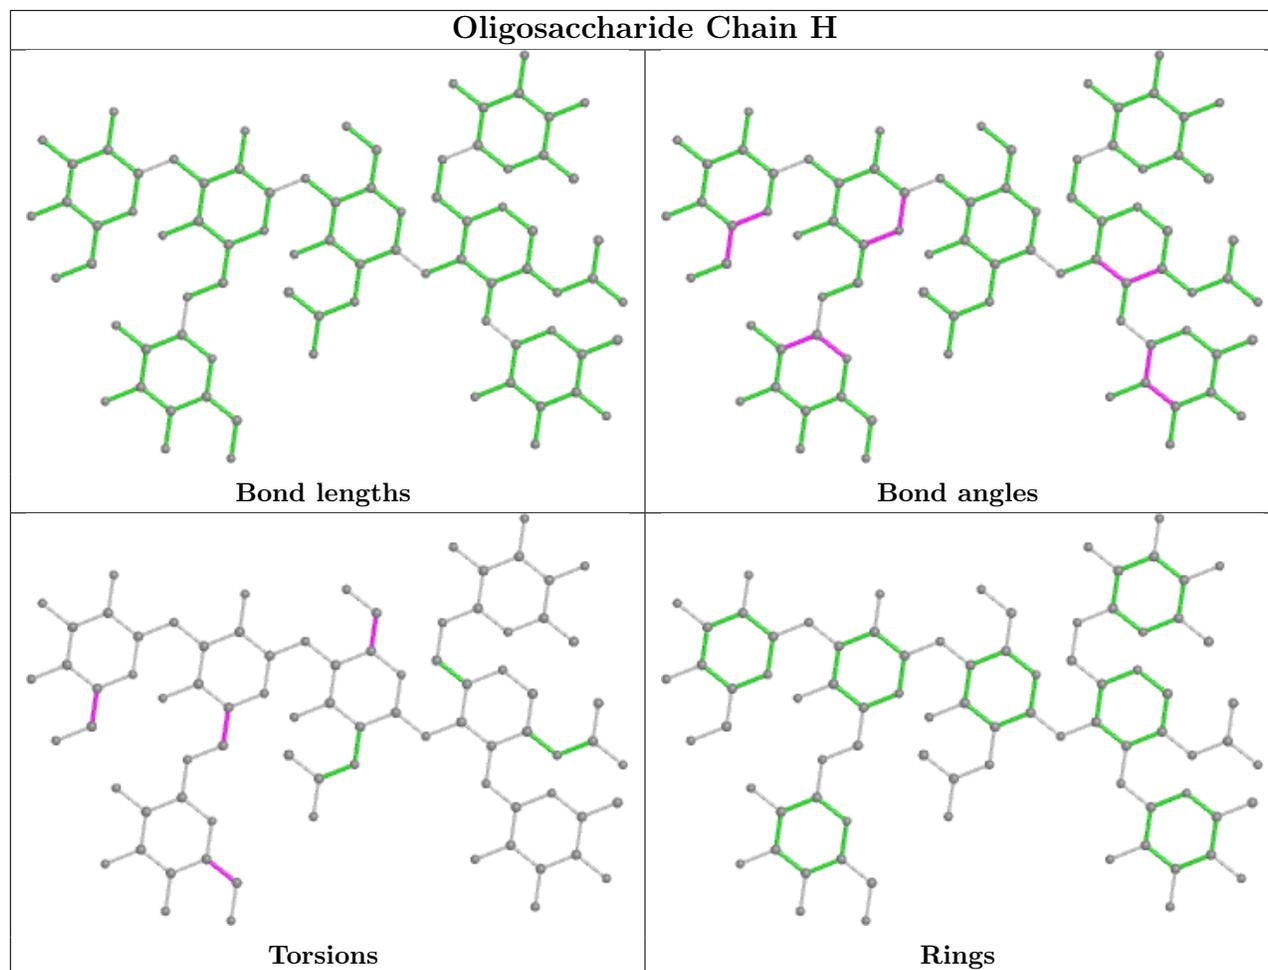 Oligosaccharide Chain H
Bond lengths
Bond angles
Torsions
Rings